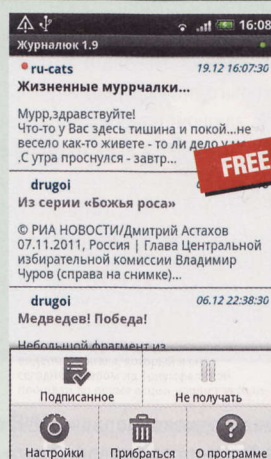 16:08
Журналюк 1.9
ru-cats 19.12 16:07:30
Жизненные муррчалки...
Мурр,здравствуйте!
Что-то у Вас здесь тишина и покой...не
весело как-то живете - то ли дело у
.С утра проснулся - завтр...
FREE
drugoi
Из серии «Божья роса»
© РИА НОВОСТИ/Дмитрий Астахов
07.11.2011, Россия | Глава Центральной
избирательной комиссии Владимир
Чуров (справа на снимке)...
drugoi 06.12 22:38:30
Медведев! Победа!
Небольшой фрагмент из
Подписанное Не получать
Настройки Прибраться О программе